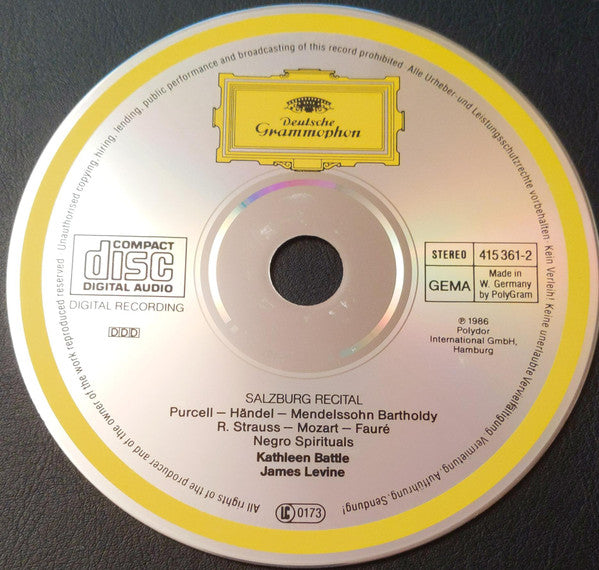 Unauthorised copying, hiring, lending, public performance and broadcasting of this record prohibited
Alle Urheber- und Leistungsschutzrechte vorbehalten · Kein Verleih! Keine unerlaubte Vervielfältigung, Vermietung, Aufführung, Sendung!
All rights of the producer and of the owner of the work reproduced reserved
Deutsche
Grammophon
COMPACT
disc
DIGITAL AUDIO
DIGITAL RECORDING
DDD
STEREO 415 361-2
GEMA Made in
W. Germany
by PolyGram
℗ 1986
Polydor
International GmbH,
Hamburg
SALZBURG RECITAL
Purcell – Händel – Mendelssohn Bartholdy
R. Strauss – Mozart – Fauré
Negro Spirituals
Kathleen Battle
James Levine
LC 0173